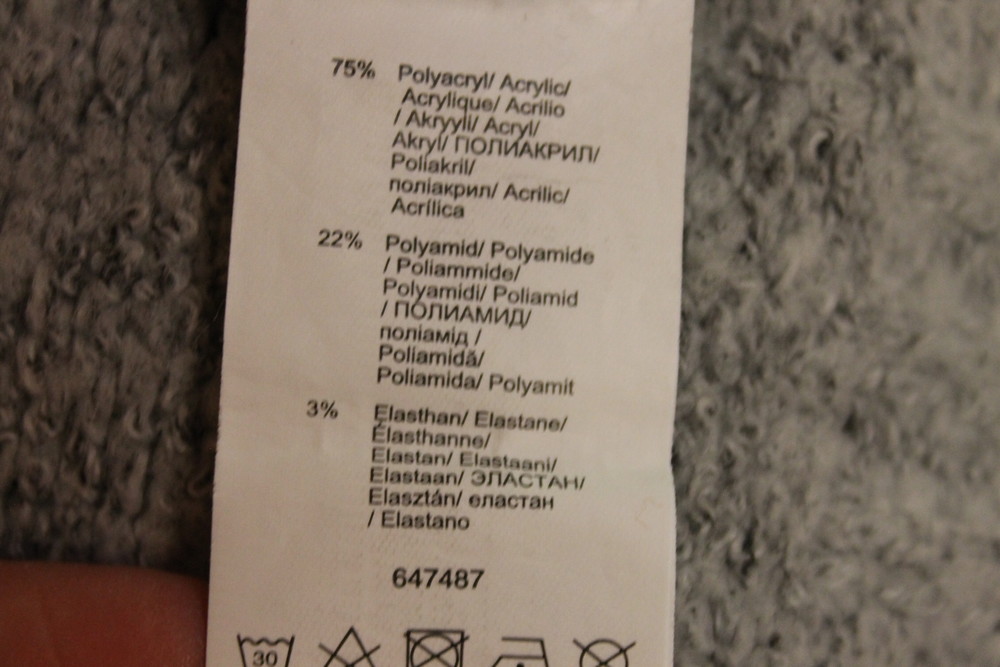 75% Polyacryl/ Acrylic/
Acrylique/ Acrilio
/ Akryyli/ Acryl/
Akryl/ ПОЛИАКРИЛ/
Poliakril/
поліакрил/ Acrilic/
Acrílica
22% Polyamid/ Polyamide
/ Poliammide/
Polyamidi/ Poliamid
/ ПОЛИАМИД/
поліамід /
Poliamidă/
Poliamida/ Polyamit
3% Elasthan/ Elastane/
Élasthanne/
Elastan/ Elastaani/
Elastaan/ ЭЛАСТАН/
Elasztán/ еластан
/ Elastano
647487
30